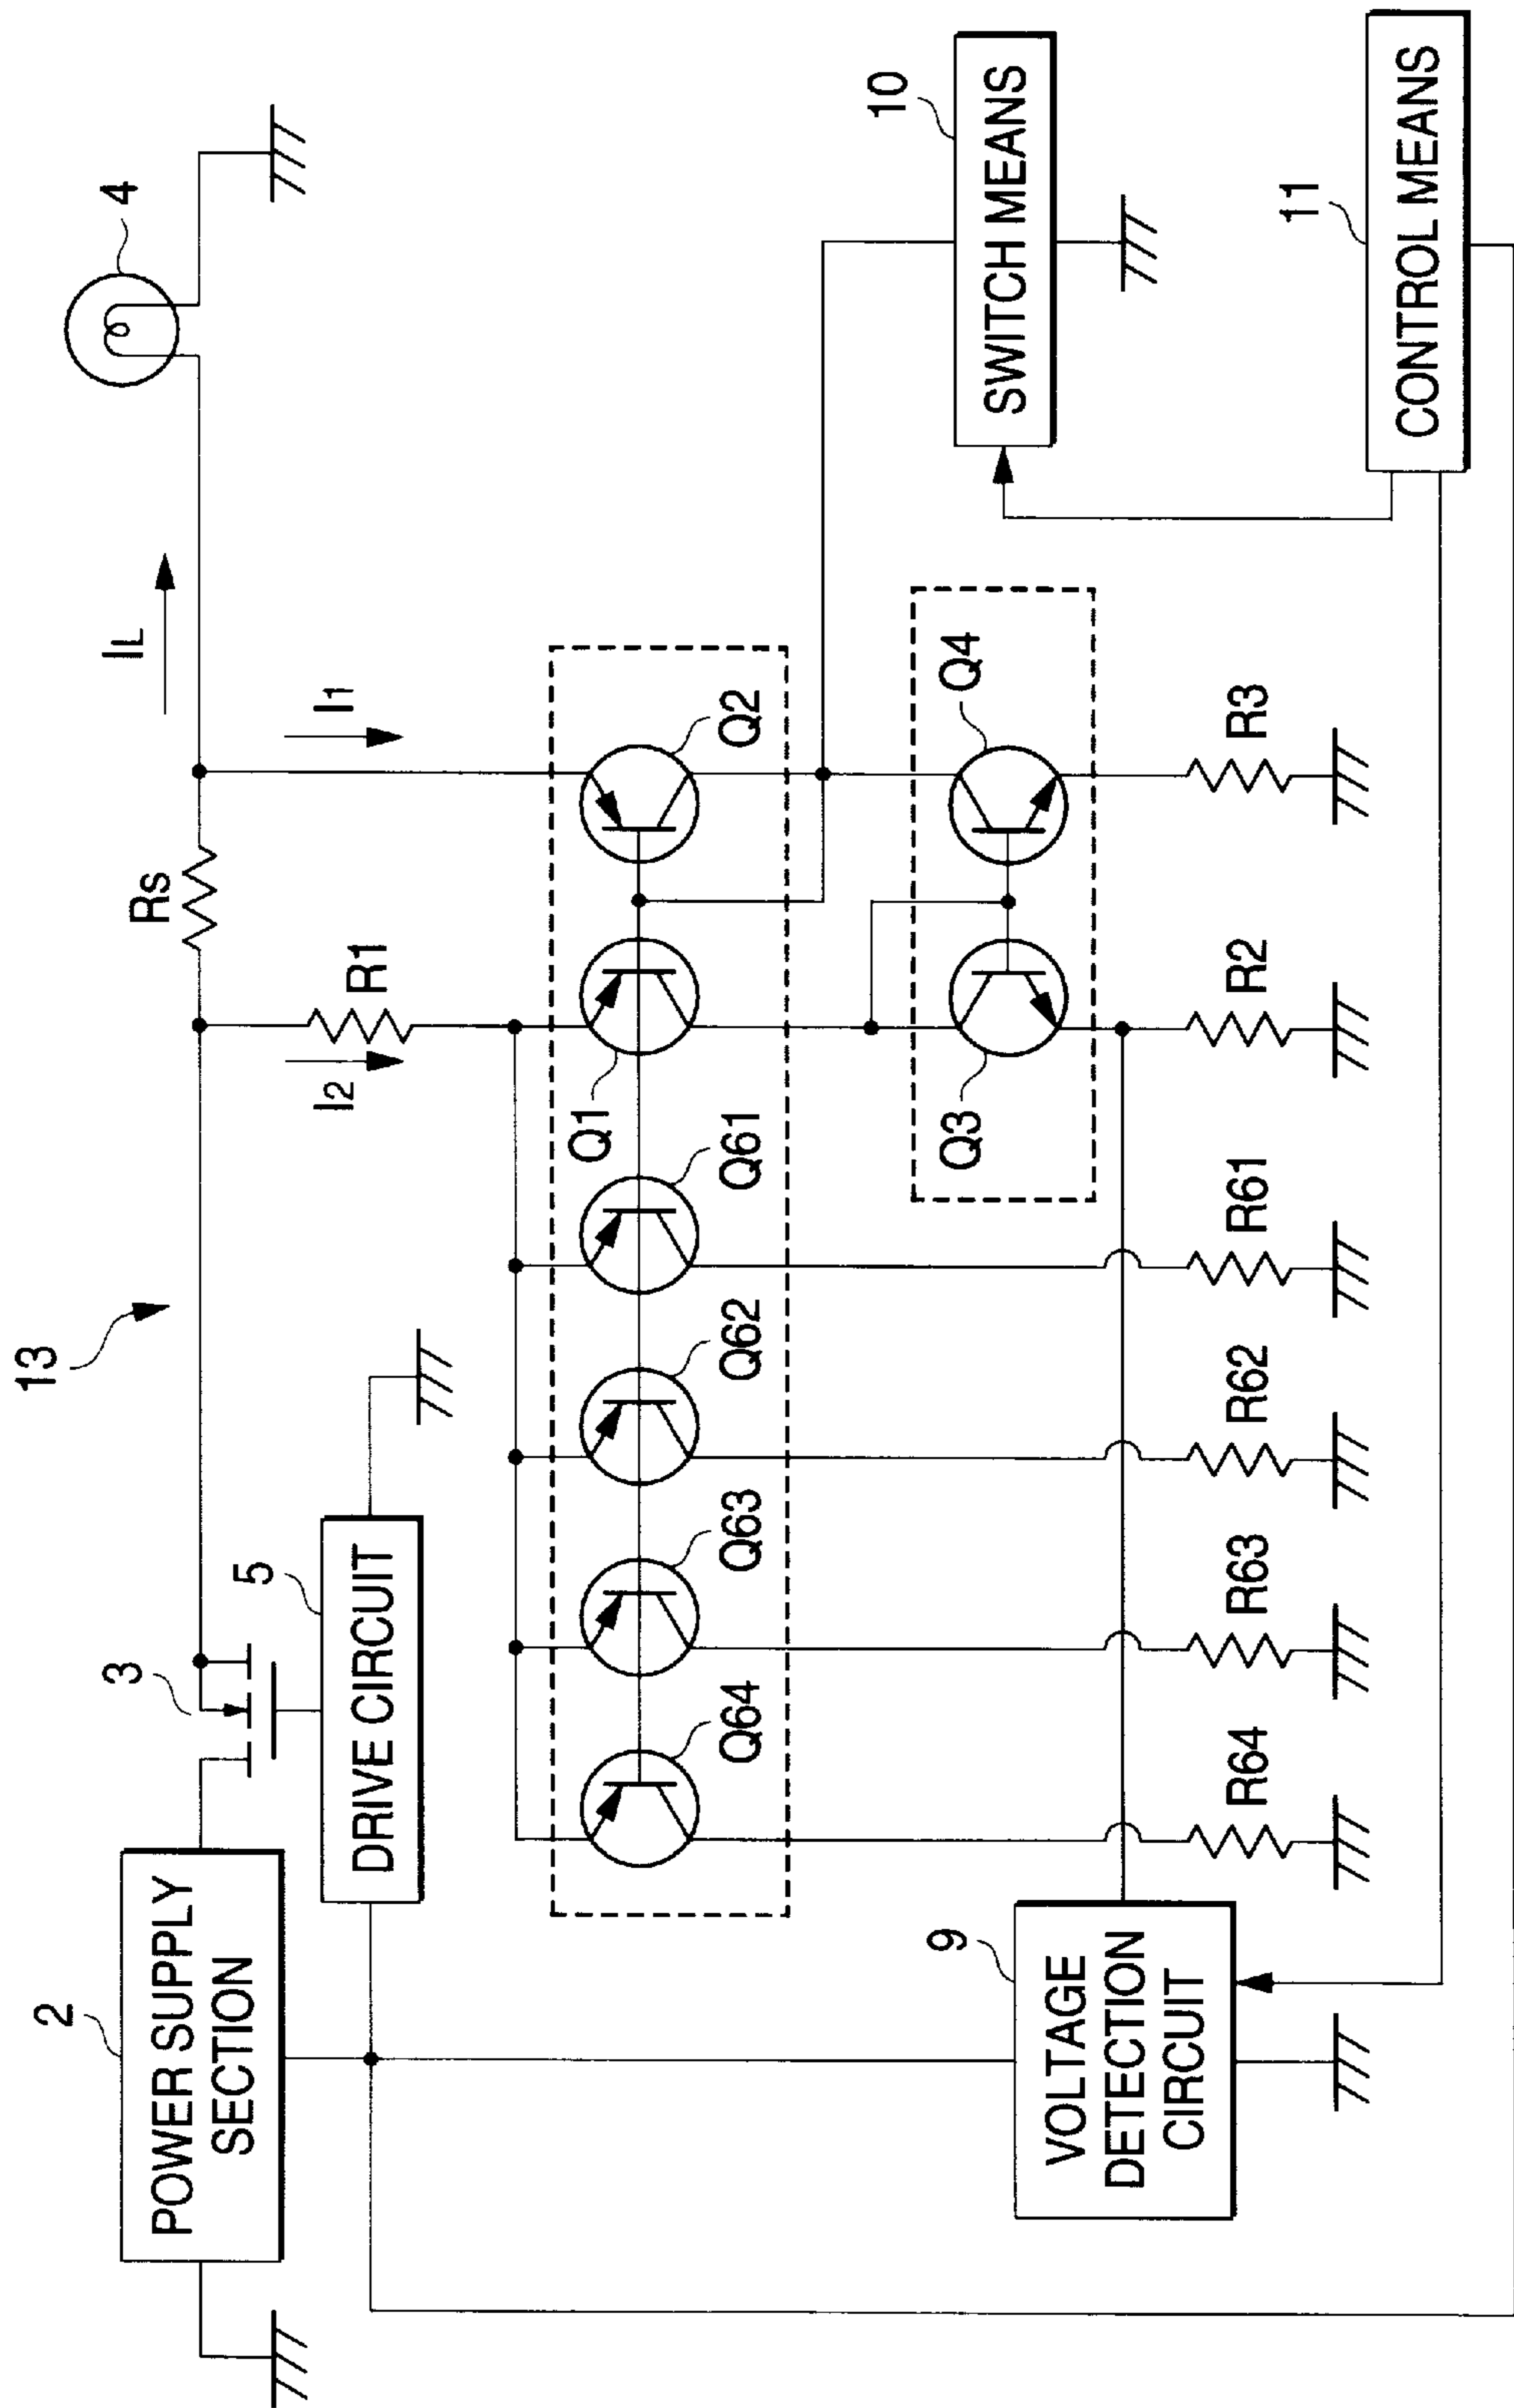 13
4
IL
2
POWER SUPPLY
SECTION
3
Rs
5
DRIVE CIRCUIT
R1
I2
I1
Q64
Q63
Q62
Q61
Q1
Q2
10
SWITCH MEANS
9
VOLTAGE
DETECTION
CIRCUIT
Q3
Q4
R64
R63
R62
R61
R2
R3
11
CONTROL MEANS